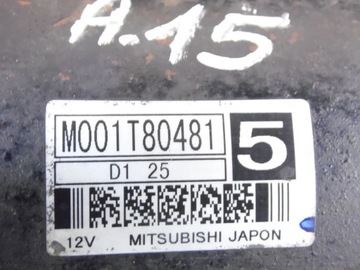 A.15
M001T80481 5
D1 25
12V MITSUBISHI JAPON